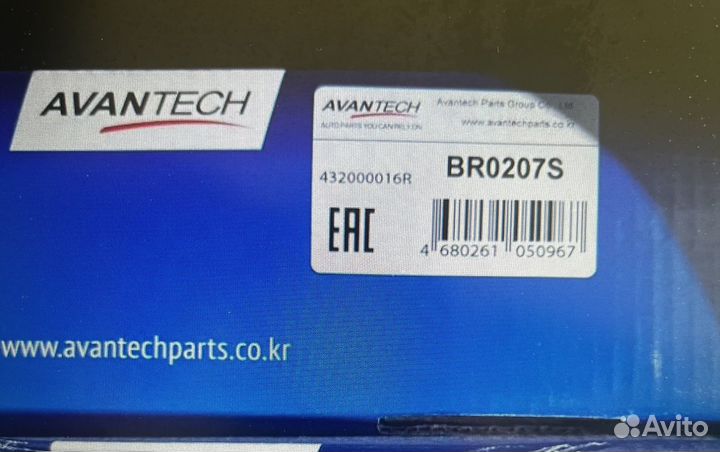 AVANTECH
AVANTECH
AUTO PARTS YOU CAN RELY ON
Avantech Parts Group Co., Ltd.
www.avantechparts.co.kr
432000016R
BR0207S
EAC
4 680261 050967
www.avantechparts.co.kr
Avito